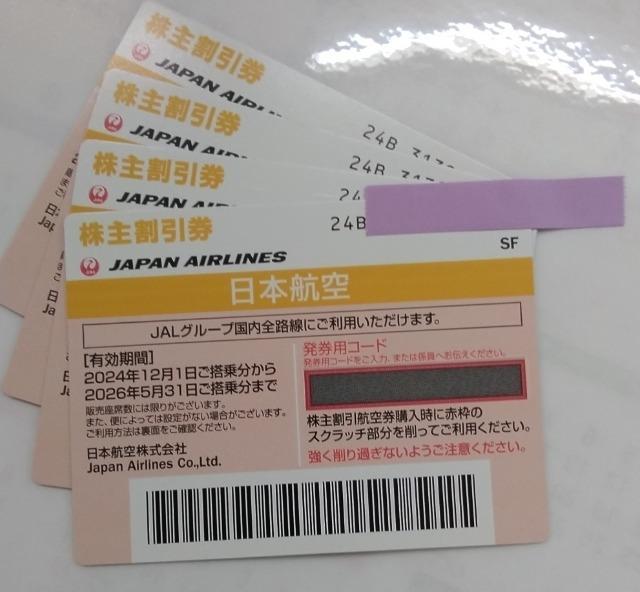 株主割引券
JAPAN AIRLIN
24B
株主割引券
JAPAN AIRLI
24B
株主割引券
JAPAN AIRLI
24
株主割引券
24B
JAPAN AIRLINES
SF
日本航空
JALグループ国内全路線にご利用いただけます。
[有効期間]
2024年12月1日ご搭乗分から
2026年5月31日ご搭乗分まで
販売座席数には限りがございます。
また、便によっては設定がない場合がございます。
ご利用方法は裏面をご確認ください。
日本航空株式会社
Japan Airlines Co.,Ltd.
発券用コード
発券用コードをご入力、または係員へお伝えください。
株主割引航空券購入時に赤枠の
スクラッチ部分を削ってご利用ください。
強く削り過ぎないようご注意ください。